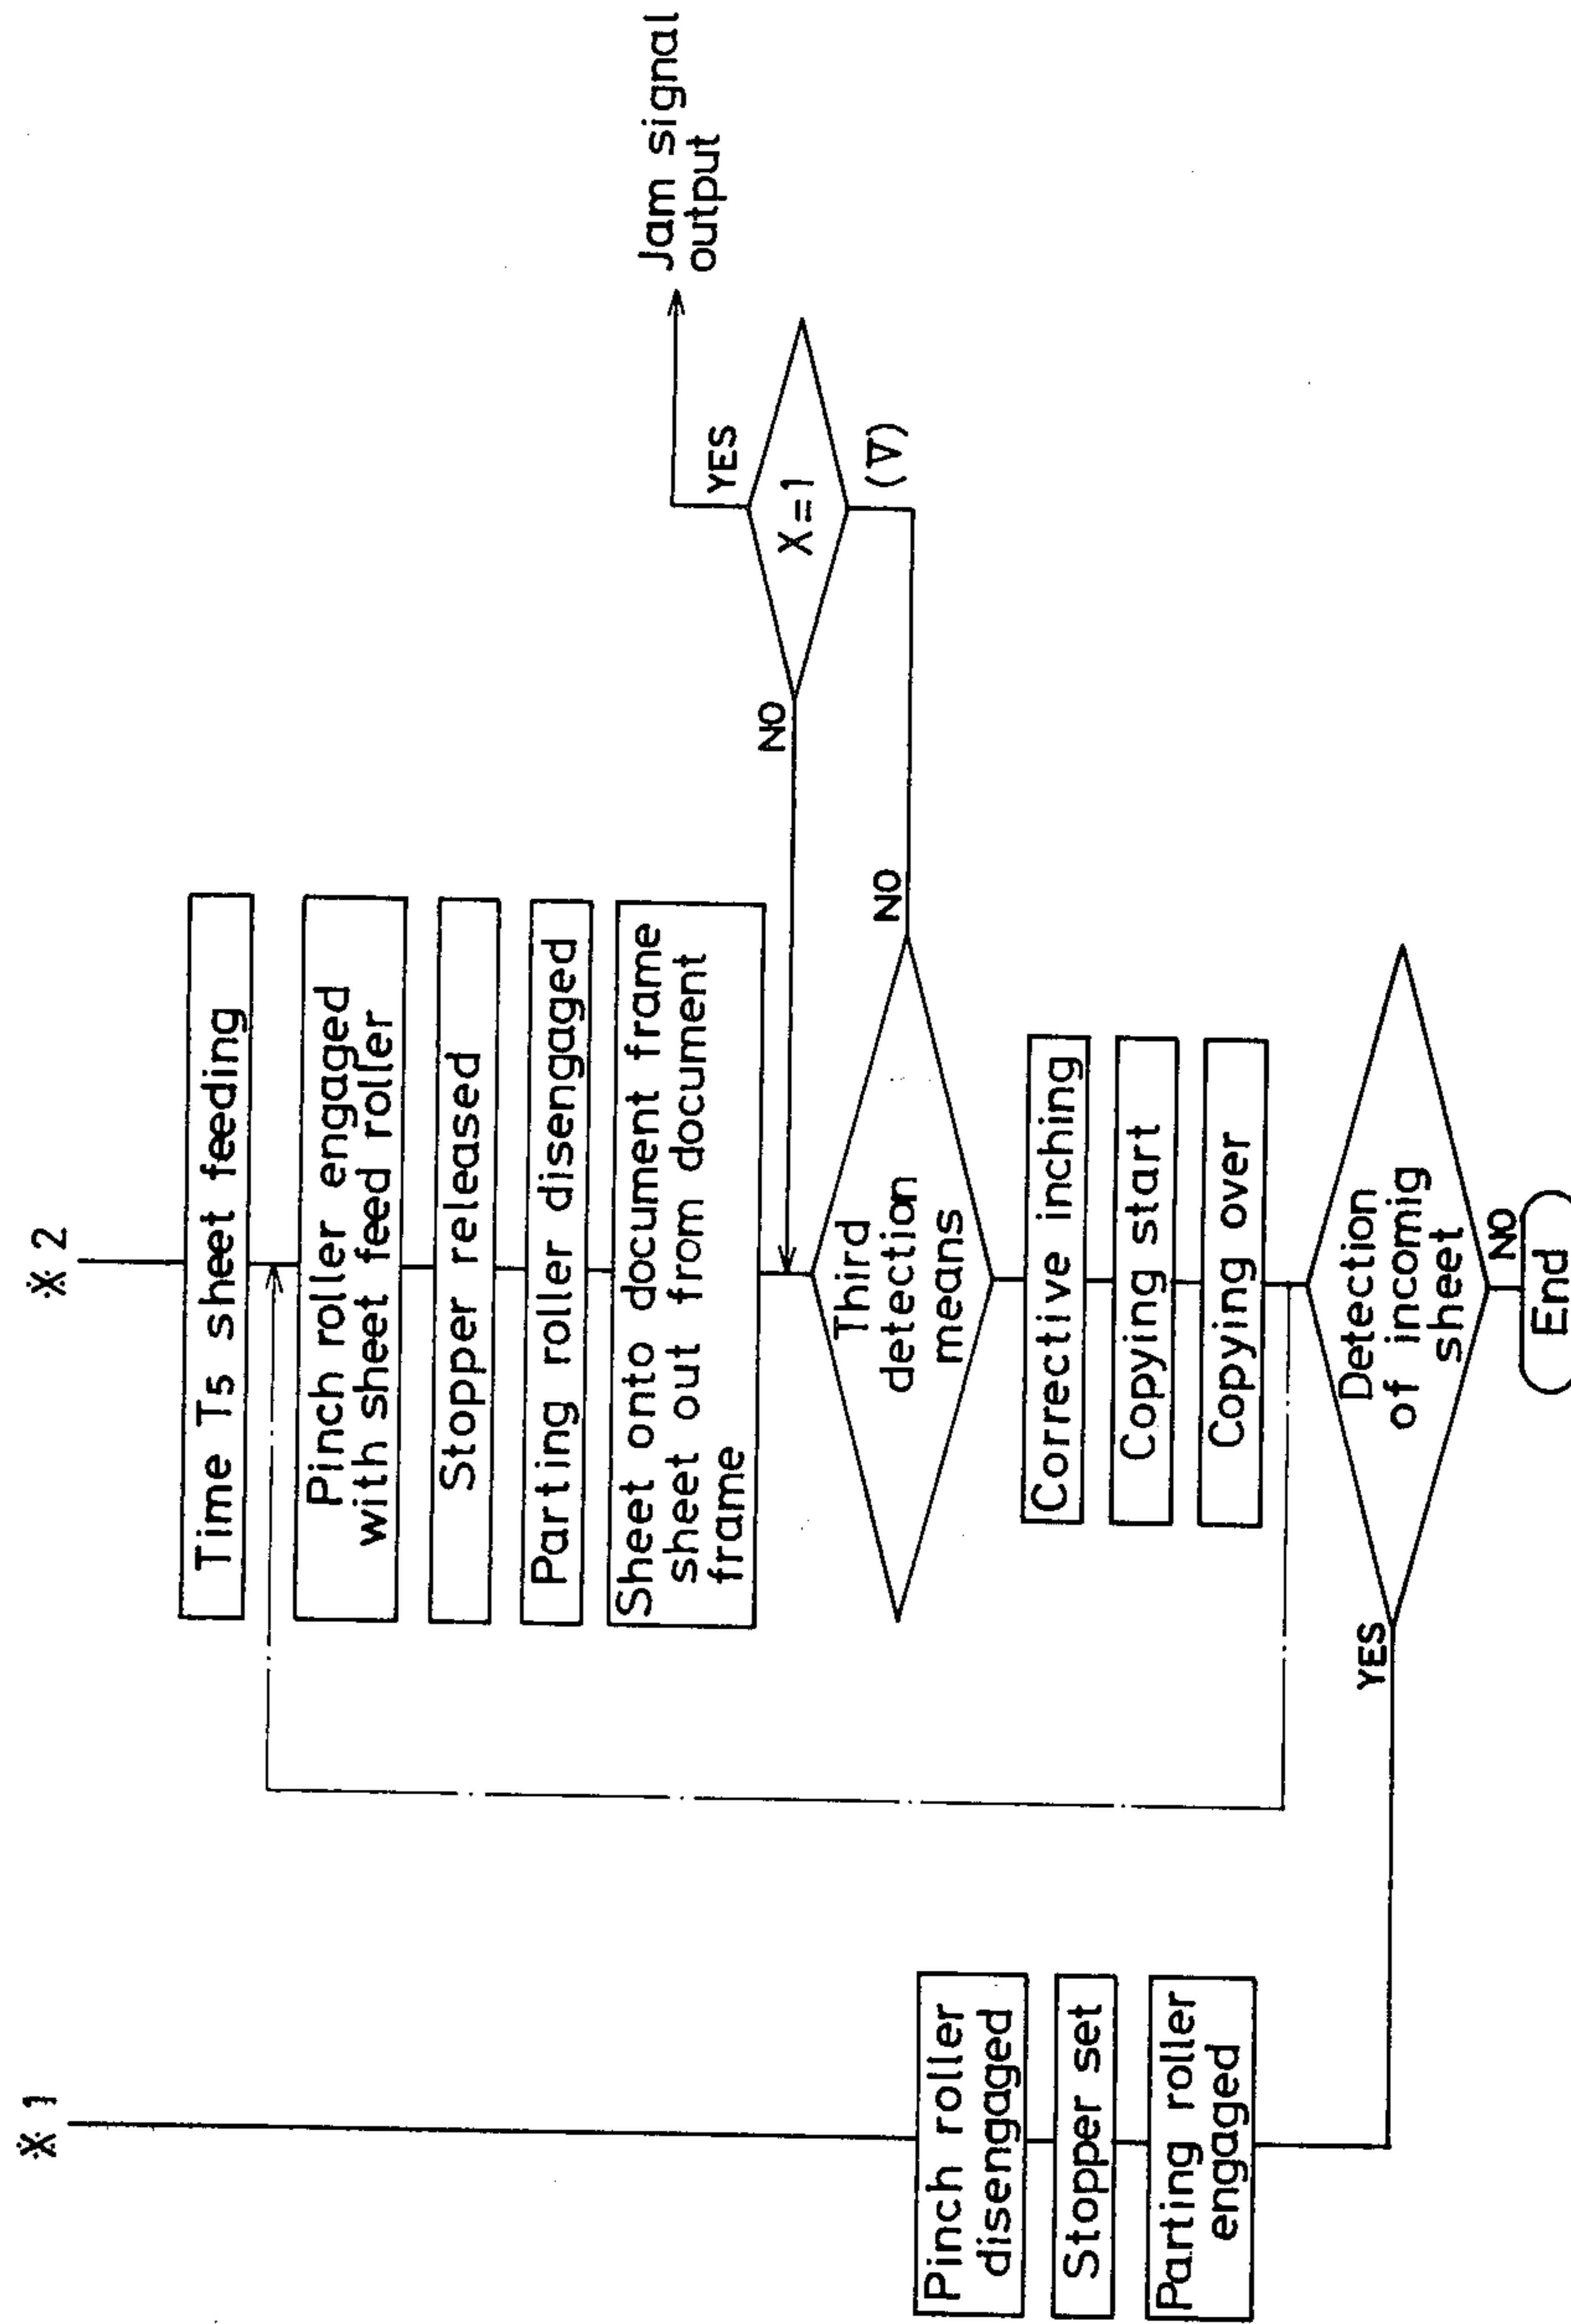 ※1
※2
Time T5 sheet feeding
Pinch roller engaged
with sheet feed roller
Stopper released
Parting roller disengaged
Sheet onto document frame
sheet out from document
frame
Jam signal
output
YES
X=1
NO
(V)
Third
detection
means
NO
Corrective inching
Copying start
Copying over
Pinch roller
disengaged
Stopper set
Parting roller
engaged
YES
Detection
of incomig
sheet
NO
End